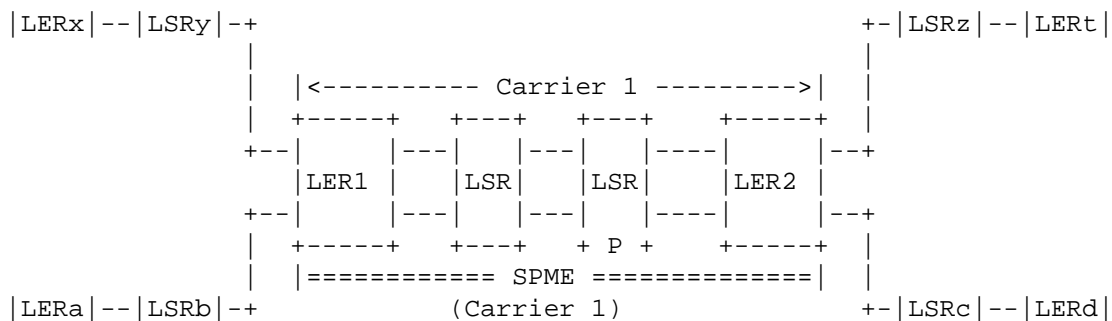 |LERx|--|LSRy|-+                                    +-|LSRz|--|LERt|
               |                                    |
               |  |<---------- Carrier 1 --------->|  |
               |  +-----+   +---+   +---+    +-----+  |
               +--|     |---|   |---|   |----|     |--+
                  |LER1 |   |LSR|   |LSR|    |LER2 |
               +--|     |---|   |---|   |----|     |--+
               |  +-----+   +---+   + P +    +-----+  |
               |  |============ SPME ==============|  |
|LERa|--|LSRb|-+            (Carrier 1)            +-|LSRc|--|LERd|